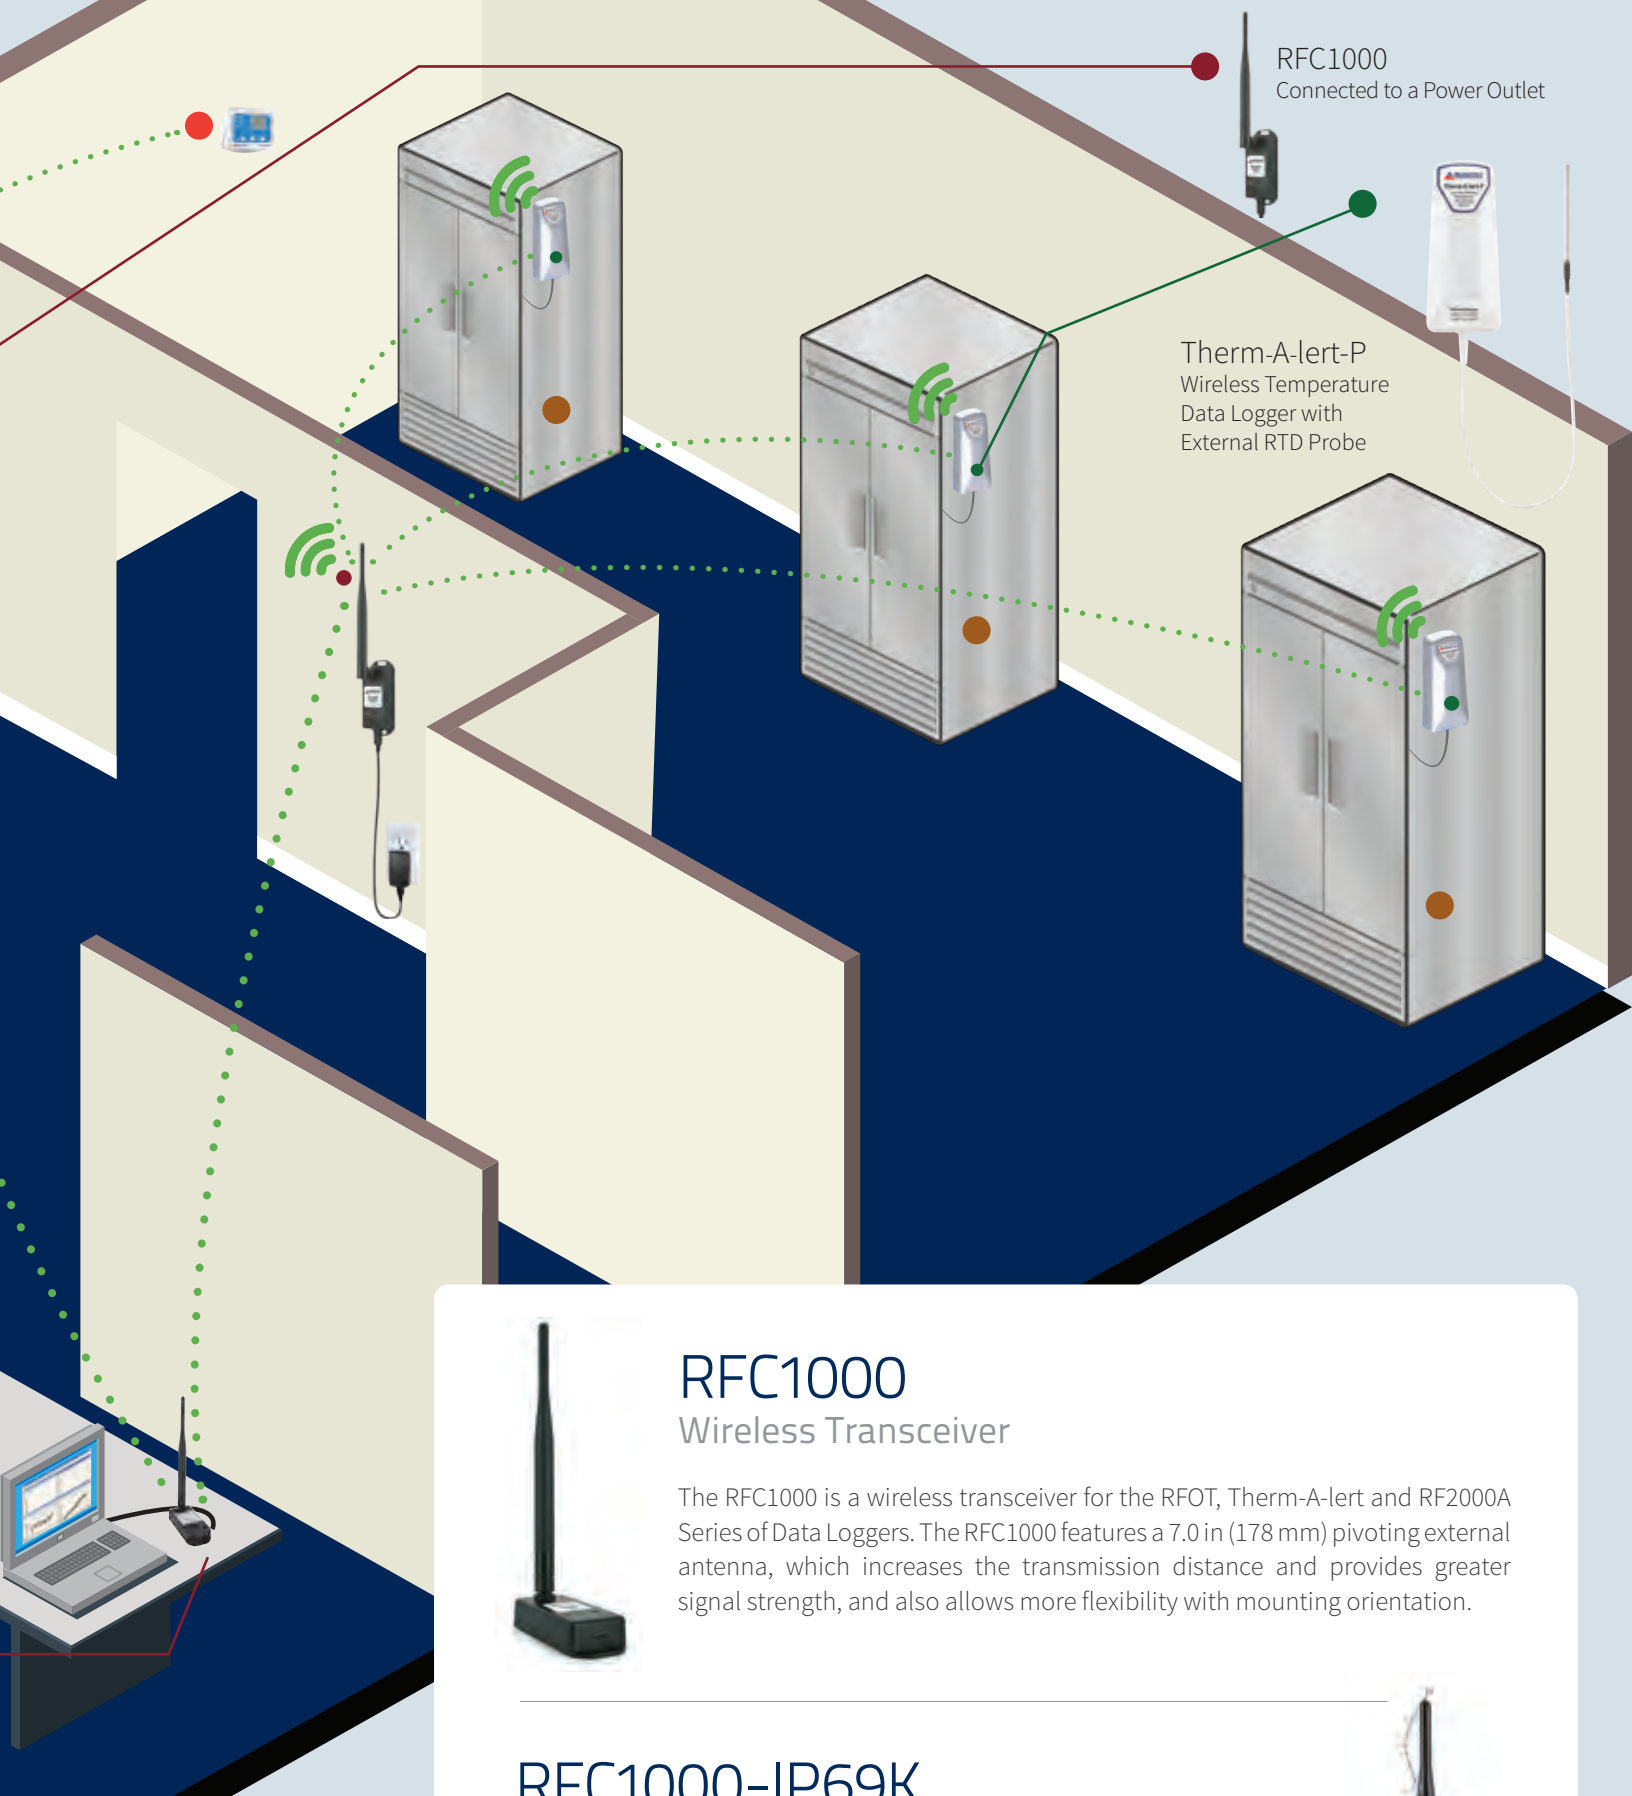 RFC1000
Connected to a Power Outlet
Therm-A-lert-P
Wireless Temperature
Data Logger with
External RTD Probe
RFC1000
Wireless Transceiver
The RFC1000 is a wireless transceiver for the RFOT, Therm-A-lert and RF2000A
Series of Data Loggers. The RFC1000 features a 7.0 in (178 mm) pivoting external
antenna, which increases the transmission distance and provides greater
signal strength, and also allows more flexibility with mounting orientation.
RFC1000-IP69K